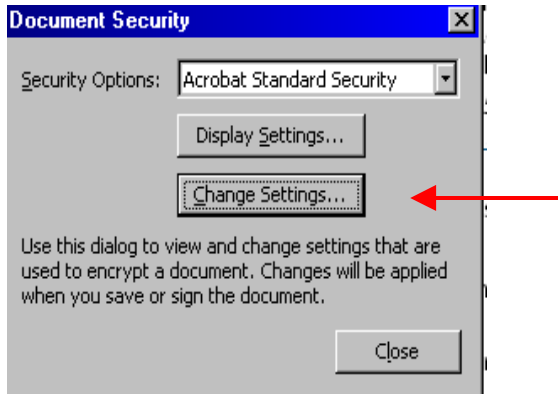 Document Security
Security Options: Acrobat Standard Security
Display Settings...
Change Settings...
Use this dialog to view and change settings that are
used to encrypt a document. Changes will be applied
when you save or sign the document.
Close